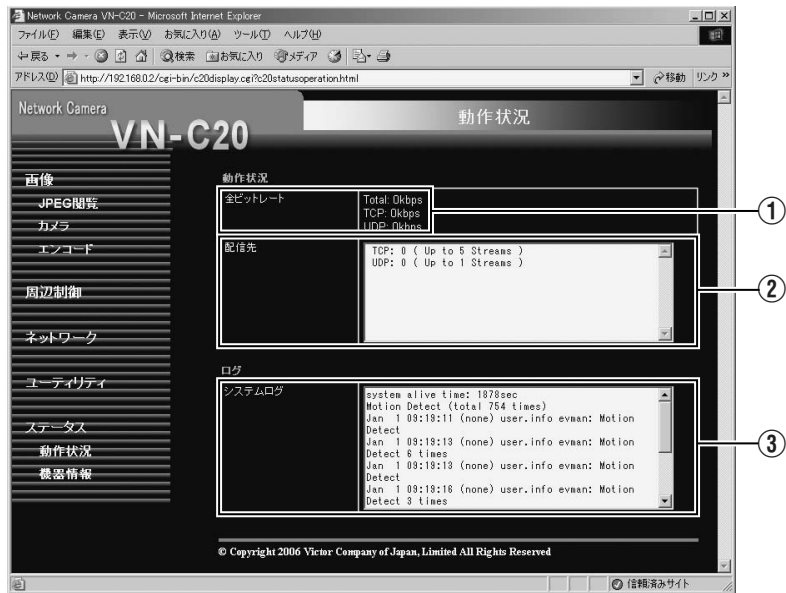 Network Camera VN-C20 - Microsoft Internet Explorer
ファイル(F) 編集(E) 表示(V) お気に入り(A) ツール(T) ヘルプ(H)
戻る 検索 お気に入り メディア
アドレス(D) http://192.168.0.2/cgi-bin/c20display.cgi?c20statusoperation.html 移動 リンク »
Network Camera
VN-C20
動作状況
画像
JPEG閲覧
カメラ
エンコード
周辺制御
ネットワーク
ユーティリティ
ステータス
動作状況
機器情報
動作状況
全ビットレート
Total: 0kbps
TCP: 0kbps
UDP: 0kbps
①
配信先
TCP: 0 ( Up to 5 Streams )
UDP: 0 ( Up to 1 Streams )
②
ログ
システムログ
system alive time: 1878sec
Motion Detect (total 754 times)
Jan 1 09:19:11 (none) user.info evman: Motion
Detect
Jan 1 09:19:13 (none) user.info evman: Motion
Detect 6 times
Jan 1 09:19:13 (none) user.info evman: Motion
Detect
Jan 1 09:19:16 (none) user.info evman: Motion
Detect 3 times
③
© Copyright 2006 Victor Company of Japan, Limited All Rights Reserved
信頼済みサイト